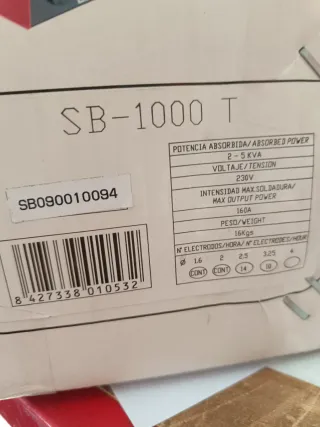 SB-1000 T
POTENCIA ABSORBIDA/ABSORBED POWER
2 - 5 KVA
VOLTAJE/TENSION
230V
INTENSIDAD MAX.SOLDADURA/
MAX OUTPUT POWER
160A
PESO/WEIGHT
16Kgs
Nº ELECTRODOS/HORA/ Nº ELECTRODES/HOUR
Ø 1.6 2 2.5 3.25 4
CONT CONT 14
SB090010094
8 427338 010532